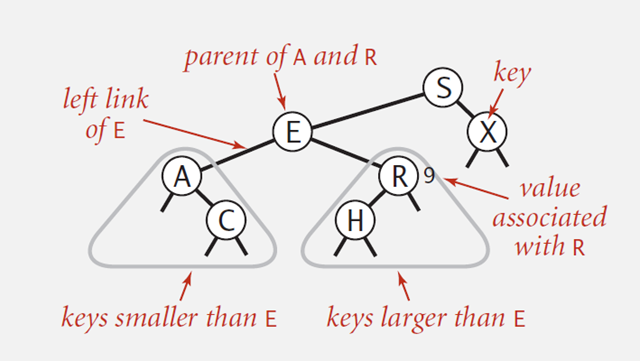 parent of A and R
S
key
left link
of E
E
X
A
R 9
value
associated
with R
C
H
keys smaller than E
keys larger than E